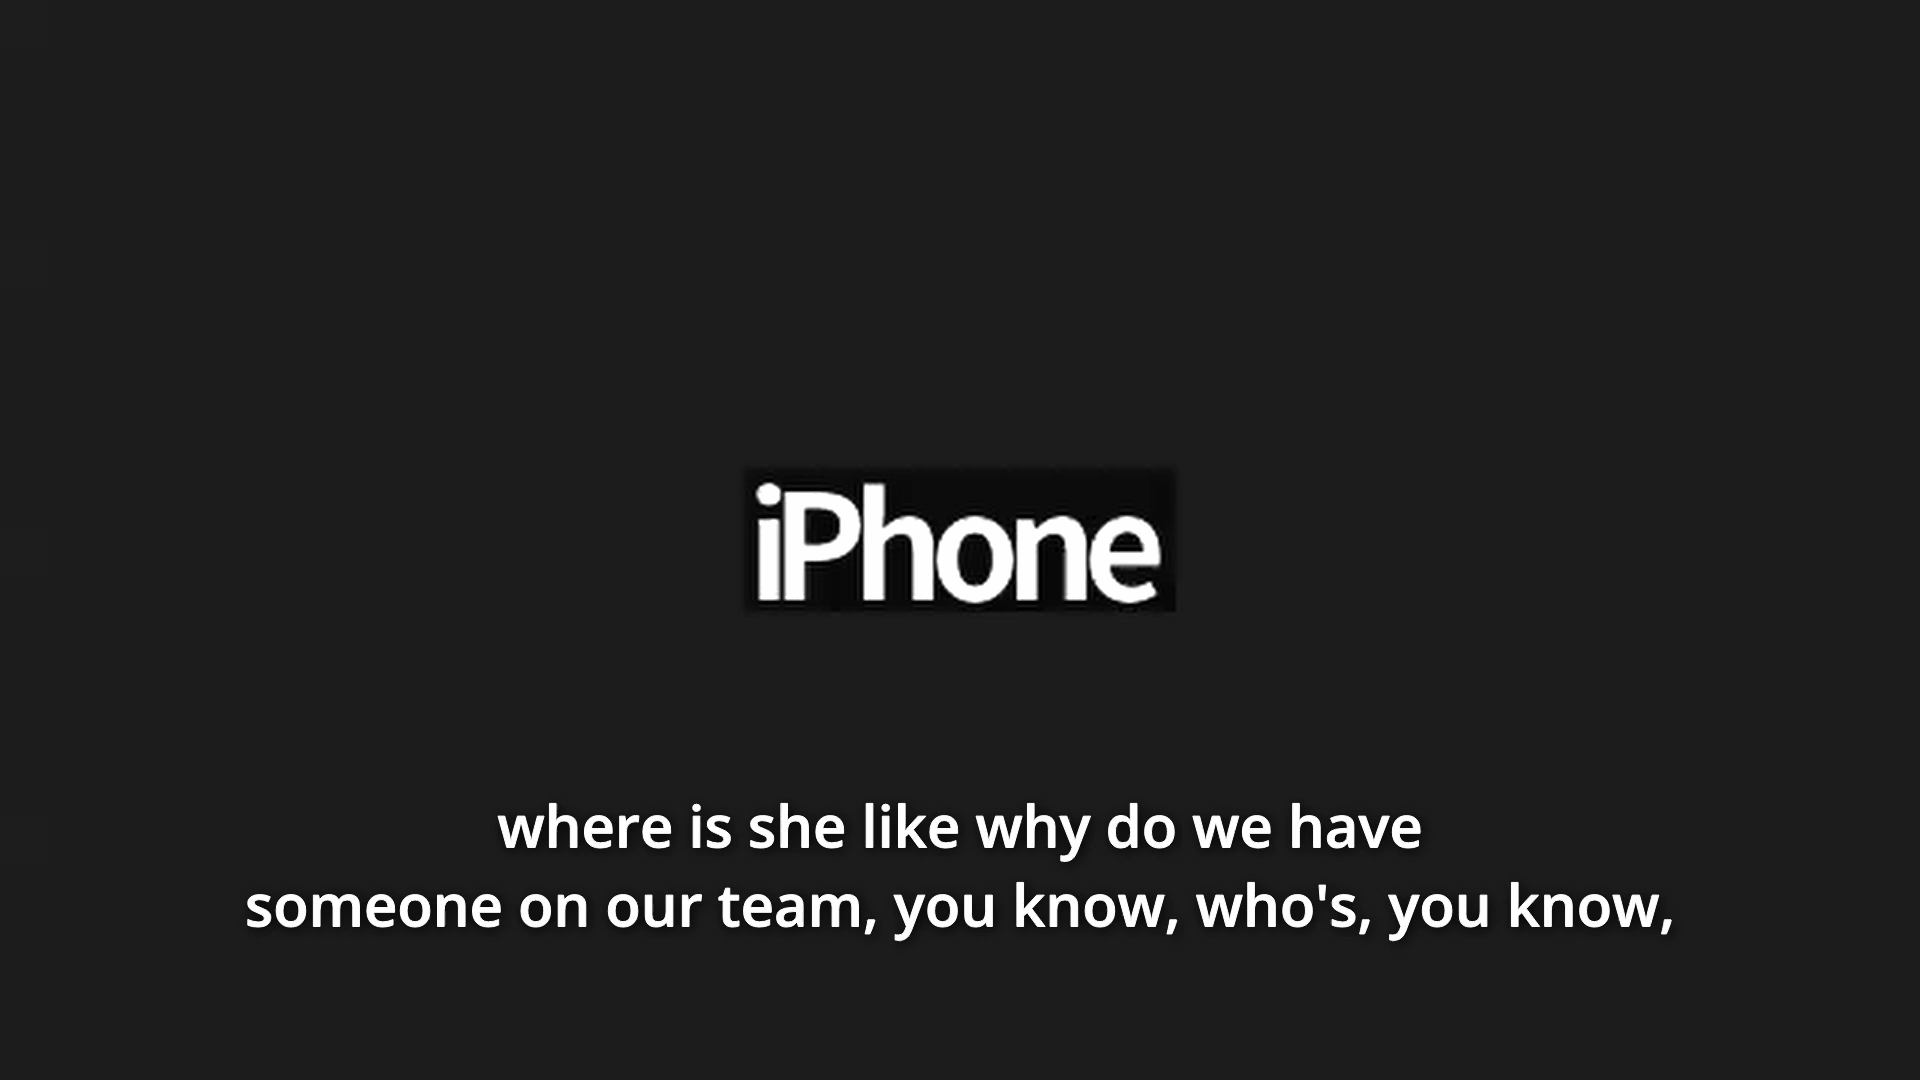 iPhone
where is she like why do we have
someone on our team, you know, who's, you know,